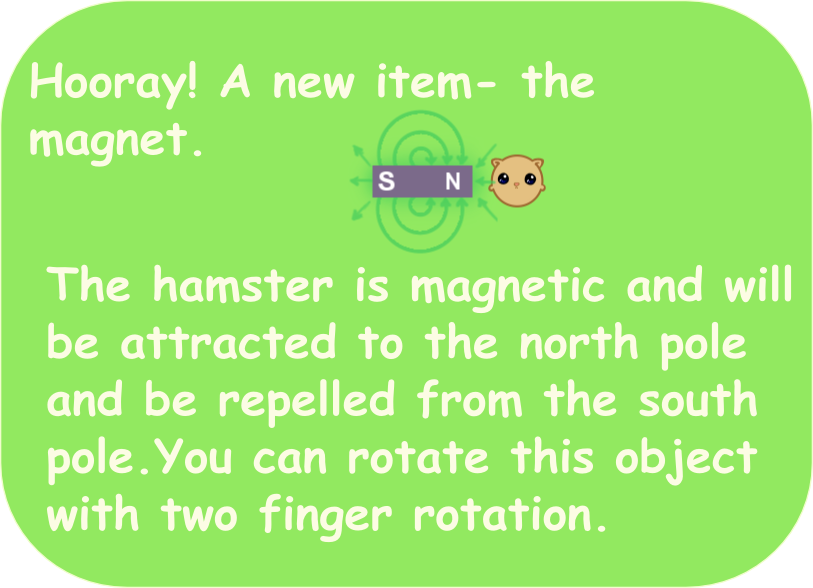 Hooray! A new item- the
magnet.
S N
The hamster is magnetic and will
be attracted to the north pole
and be repelled from the south
pole.You can rotate this object
with two finger rotation.